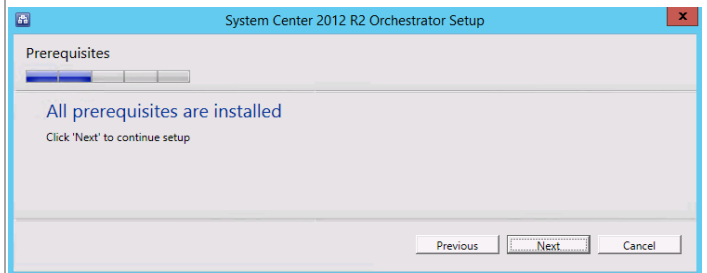 System Center 2012 R2 Orchestrator Setup
x
Prerequisites
All prerequisites are installed
Click 'Next' to continue setup
Previous
Next
Cancel